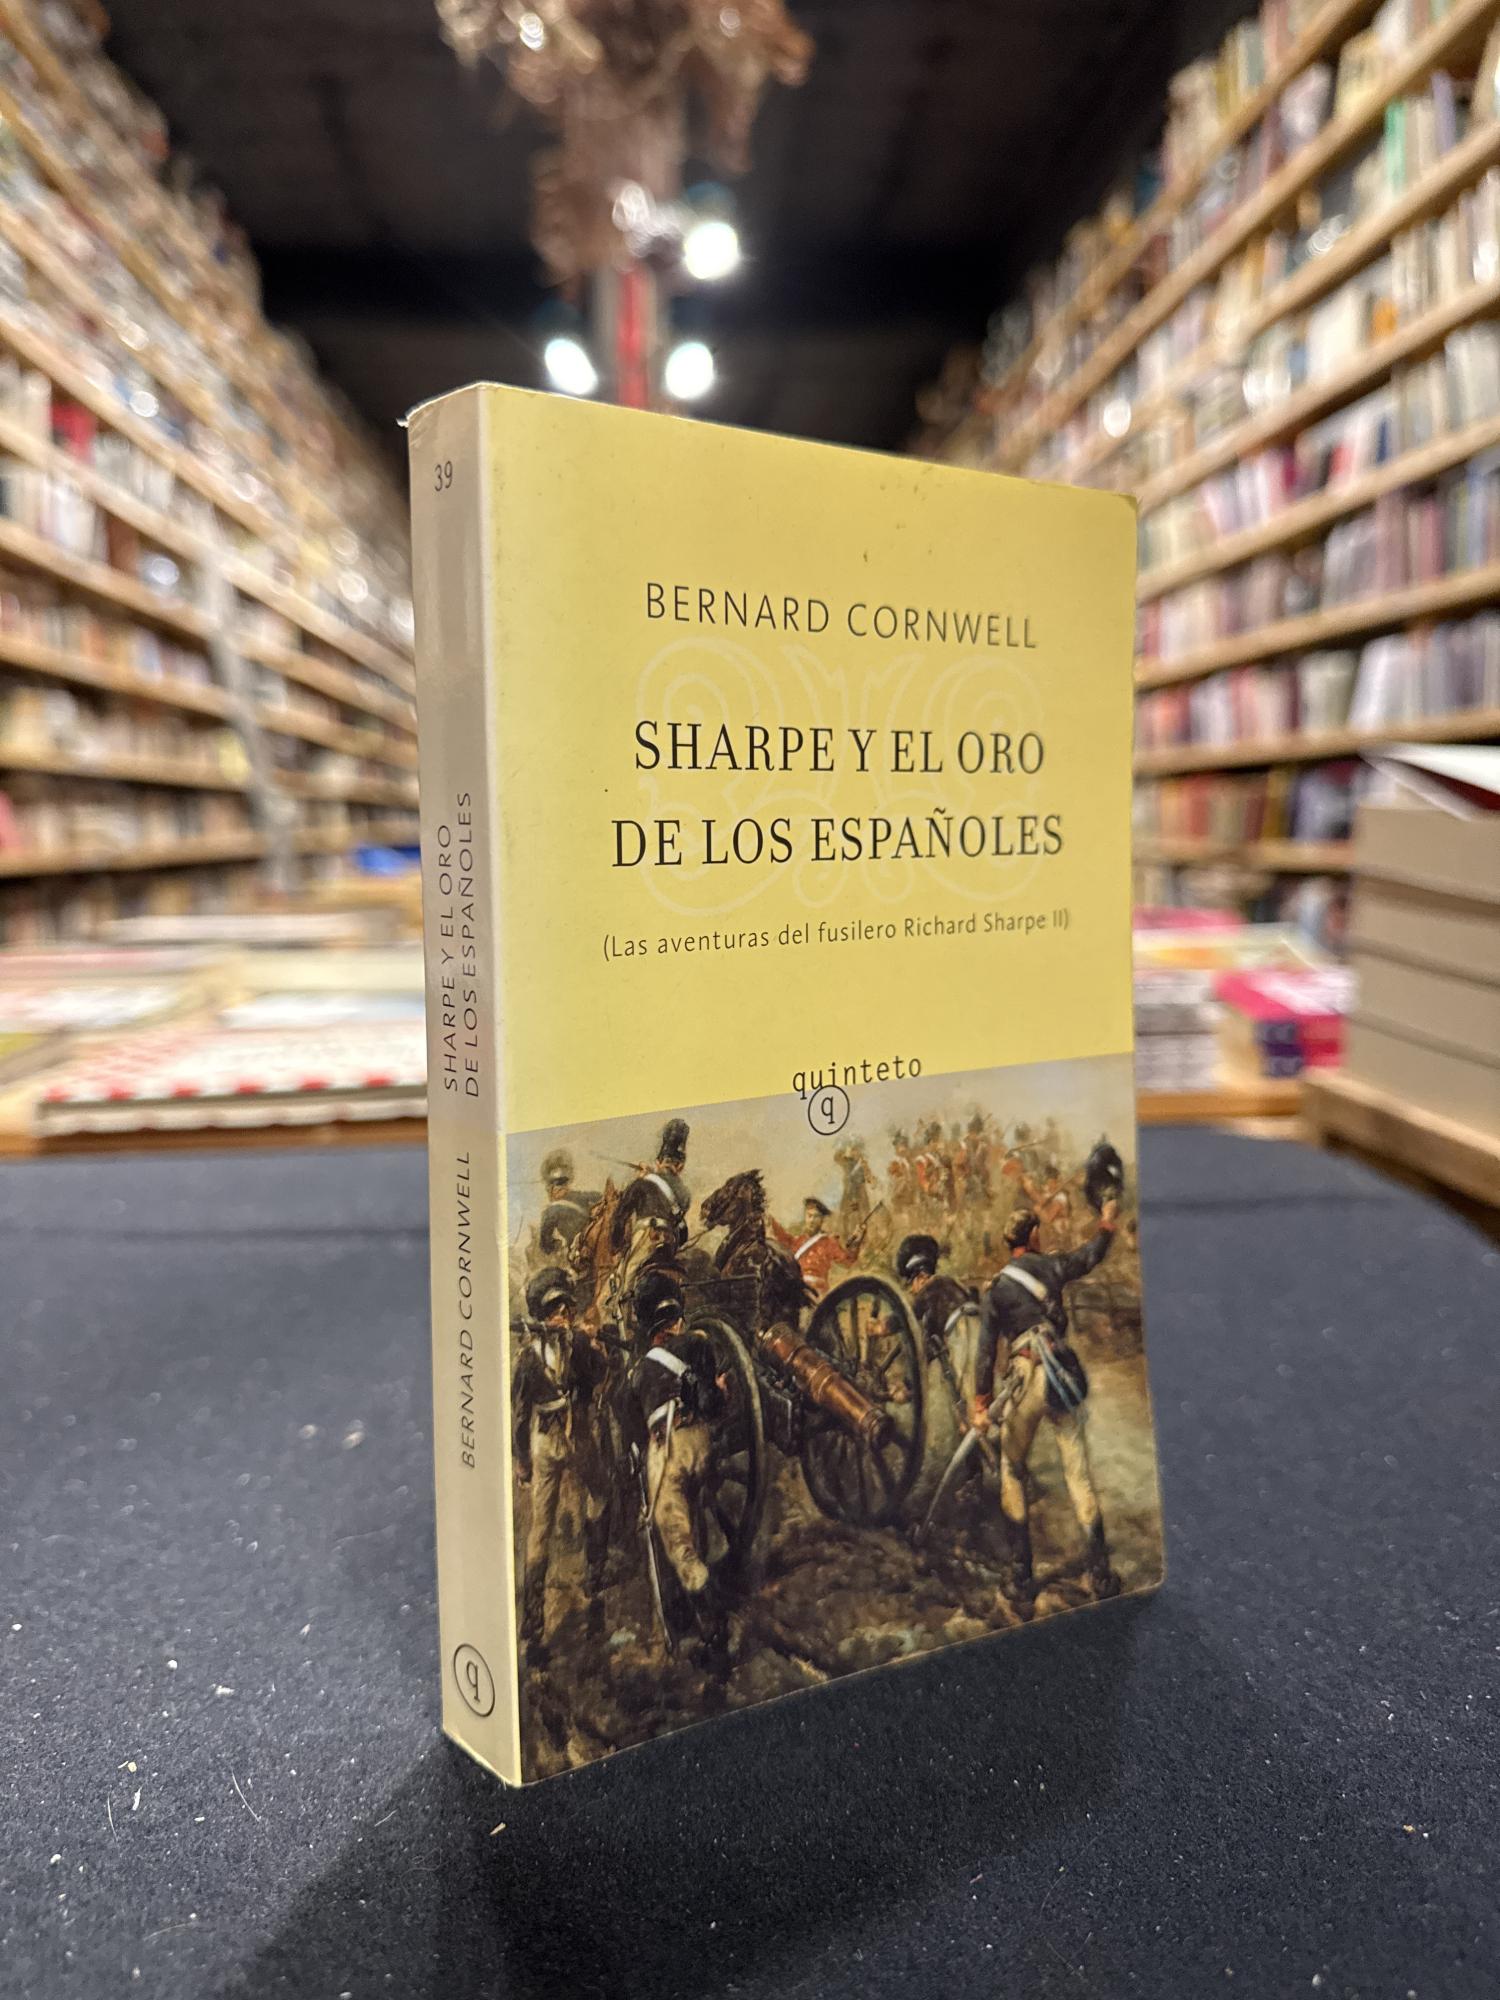 39
SHARPE Y EL ORO
DE LOS ESPAÑOLES
BERNARD CORNWELL
q
BERNARD CORNWELL
SHARPE Y EL ORO
DE LOS ESPAÑOLES
(Las aventuras del fusilero Richard Sharpe II)
quinteto
q